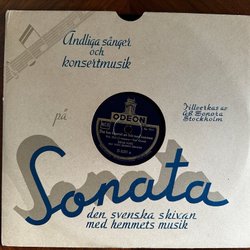 Andliga sånger
och
konsertmusik
på
ODEON
Tillverkas av
AB Sonora
Stockholm
Sonata
den svenska skivan
med hemmets musik